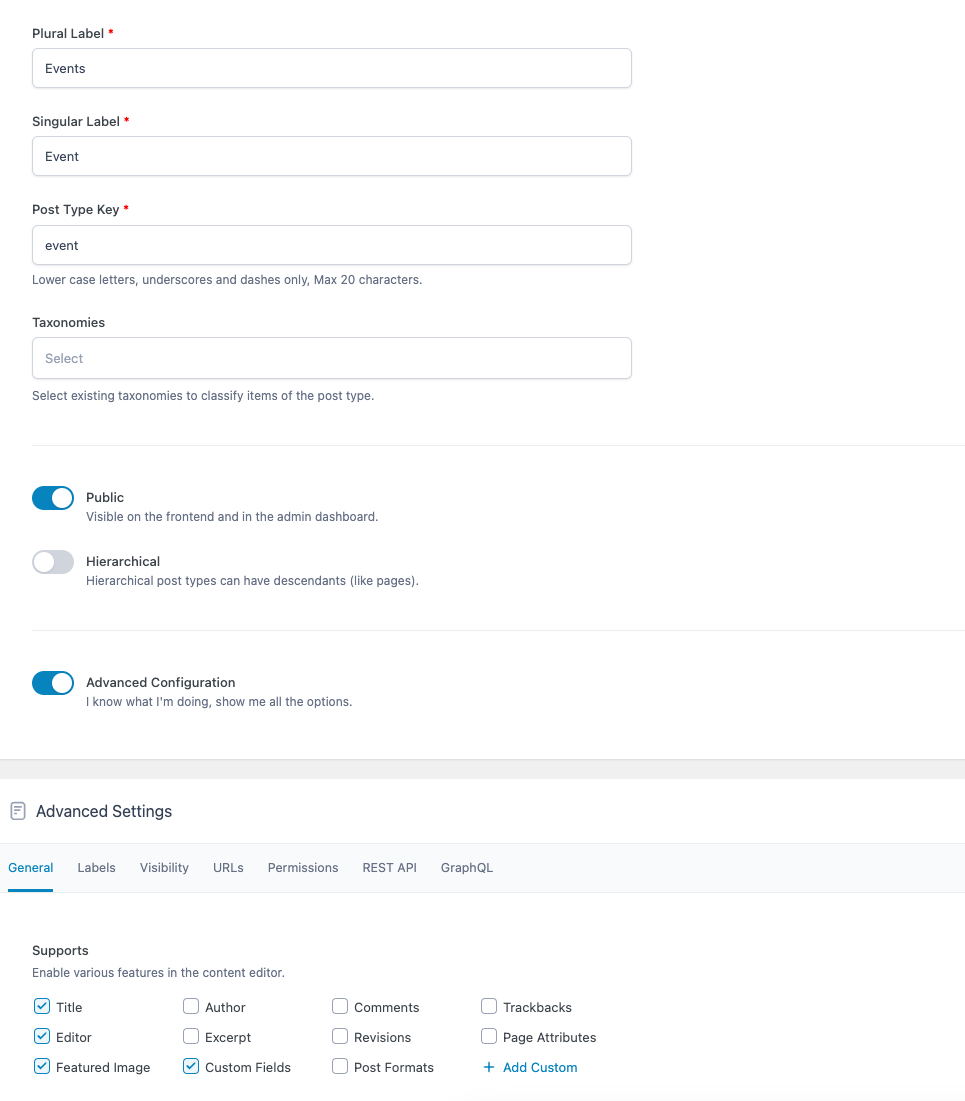 Plural Label *
Events
Singular Label *
Event
Post Type Key *
event
Lower case letters, underscores and dashes only, Max 20 characters.
Taxonomies
Select
Select existing taxonomies to classify items of the post type.
Public
Visible on the frontend and in the admin dashboard.
Hierarchical
Hierarchical post types can have descendants (like pages).
Advanced Configuration
I know what I'm doing, show me all the options.
Advanced Settings
General Labels Visibility URLs Permissions REST API GraphQL
Supports
Enable various features in the content editor.
Title Author Comments Trackbacks
Editor Excerpt Revisions Page Attributes
Featured Image Custom Fields Post Formats + Add Custom